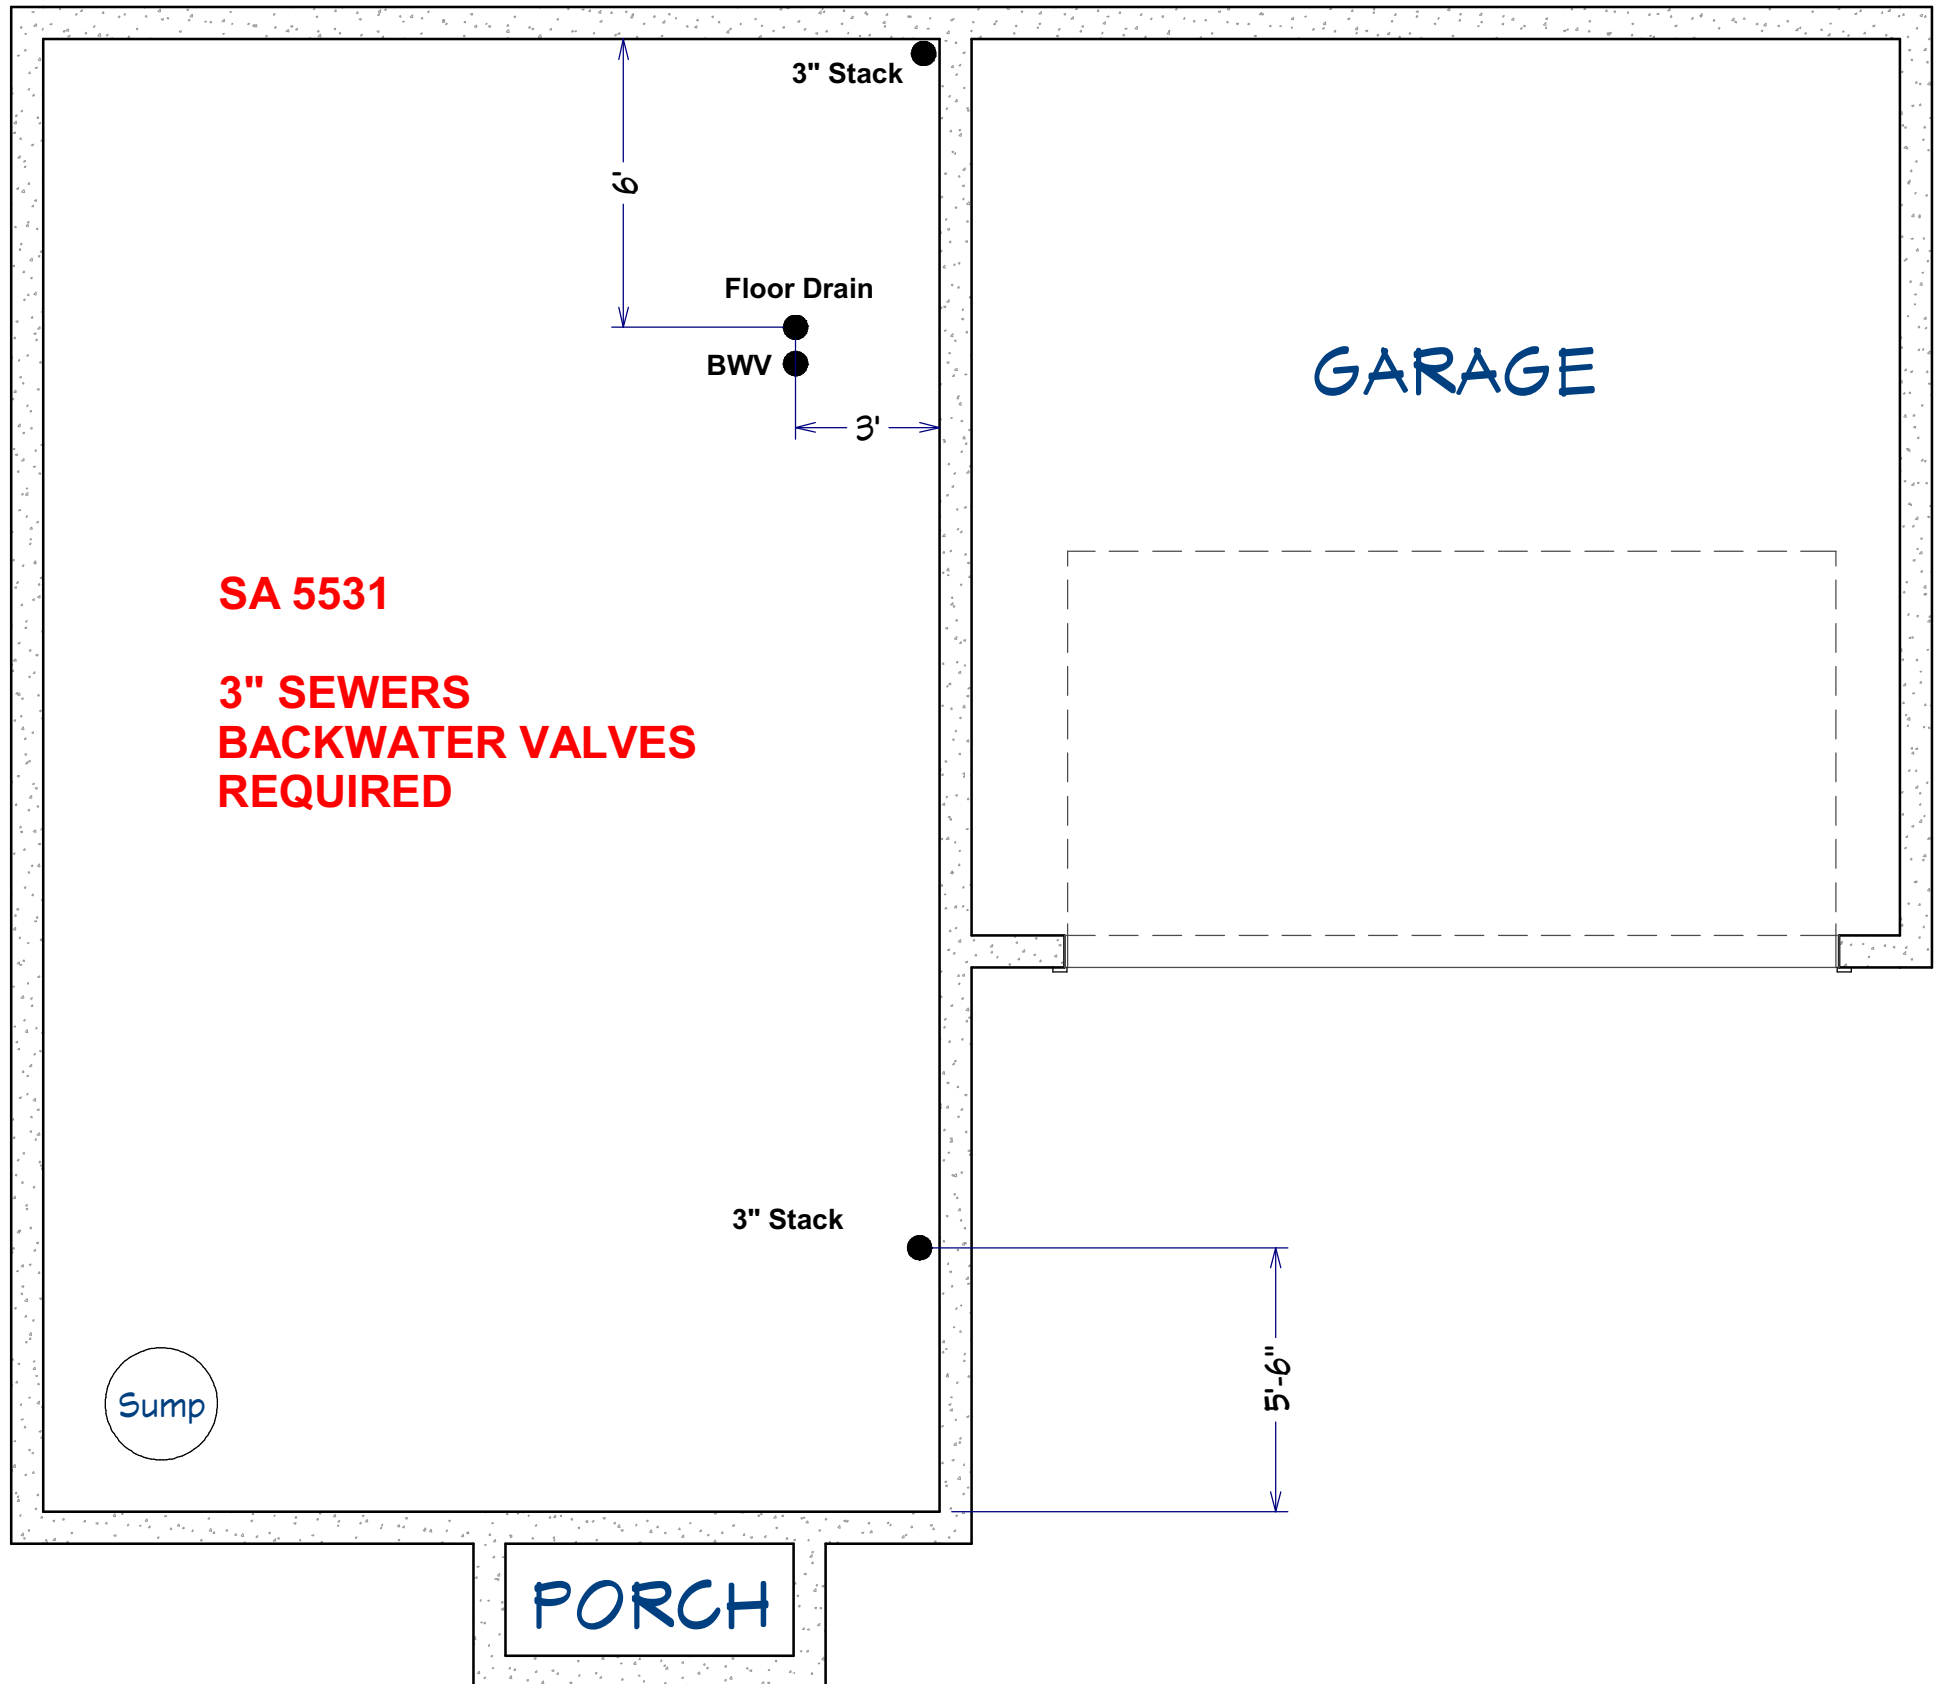 3" Stack
6'
Floor Drain
BWV
3'
GARAGE
SA 5531
3" SEWERS
BACKWATER VALVES
REQUIRED
3" Stack
5'-6"
Sump
PORCH